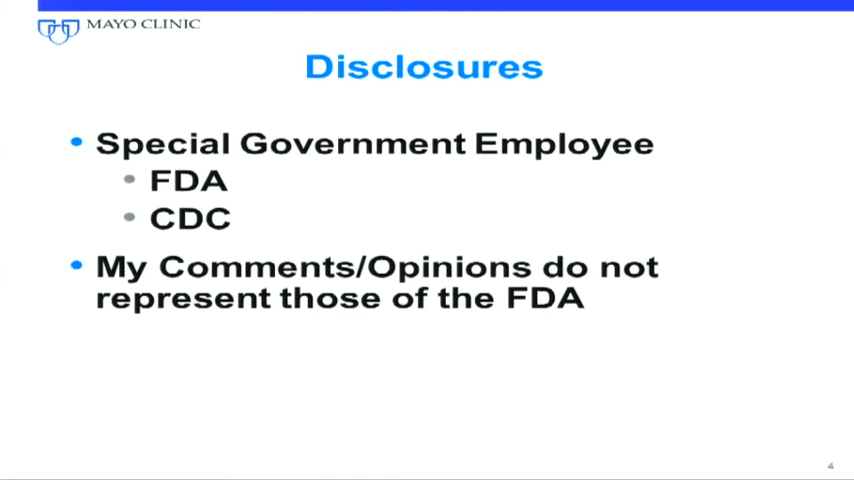 MAYO CLINIC
Disclosures
• Special Government Employee
• FDA
• CDC
• My Comments/Opinions do not
represent those of the FDA
4